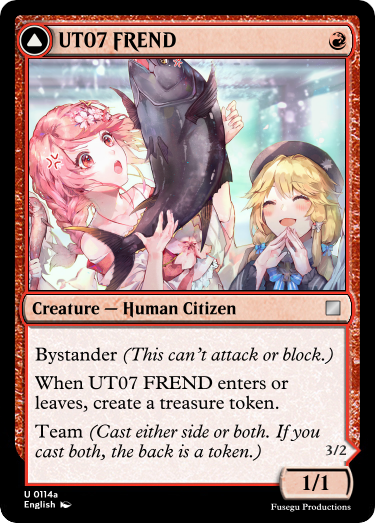 UT07 FREND
Creature — Human Citizen
Bystander (This can't attack or block.)
When UT07 FREND enters or
leaves, create a treasure token.
Team (Cast either side or both. If you
cast both, the back is a token.)
3/2
1/1
U 0114a
English
Fusegu Productions